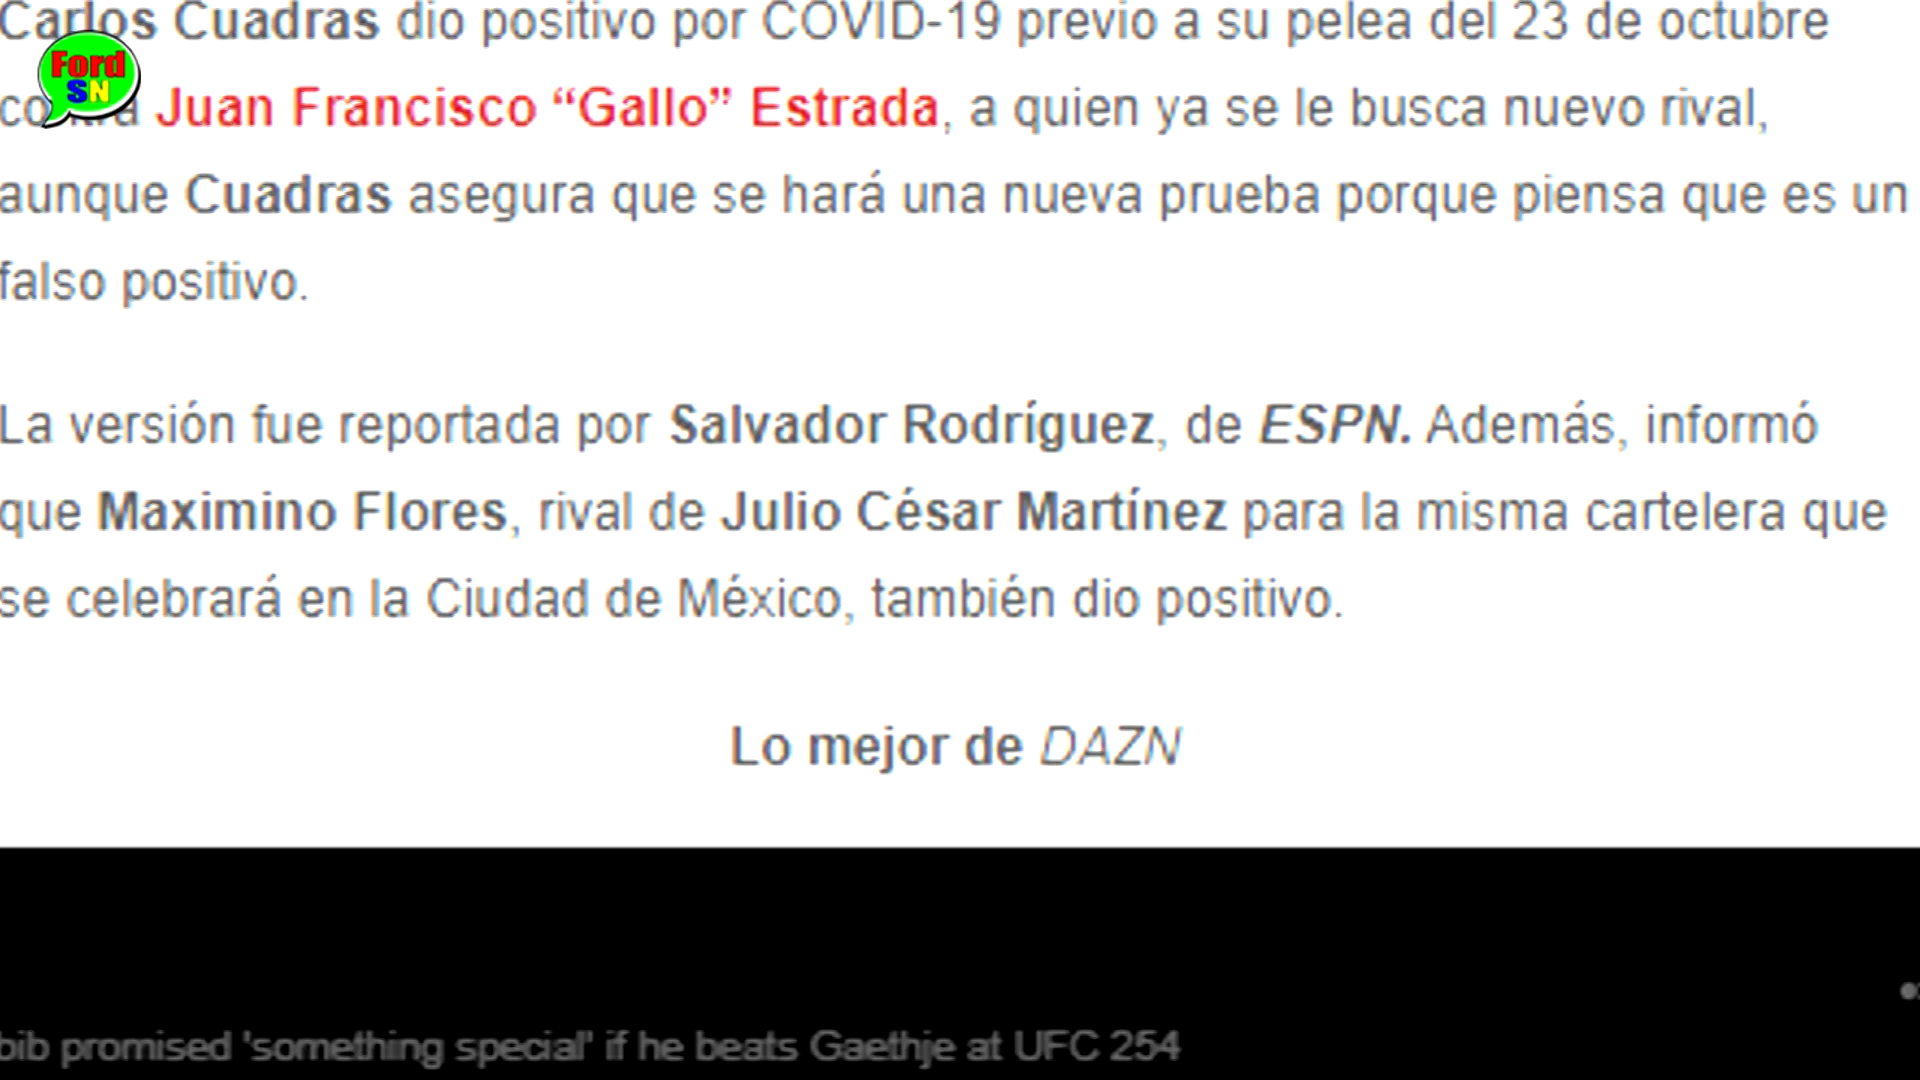 Carlos Cuadras dio positivo por COVID-19 previo a su pelea del 23 de octubre
Ford
SN
contra Juan Francisco “Gallo” Estrada, a quien ya se le busca nuevo rival,
aunque Cuadras asegura que se hará una nueva prueba porque piensa que es un
falso positivo.
La versión fue reportada por Salvador Rodríguez, de ESPN. Además, informó
que Maximino Flores, rival de Julio César Martínez para la misma cartelera que
se celebrará en la Ciudad de México, también dio positivo.
Lo mejor de DAZN
bib promised 'something special' if he beats Gaethje at UFC 254